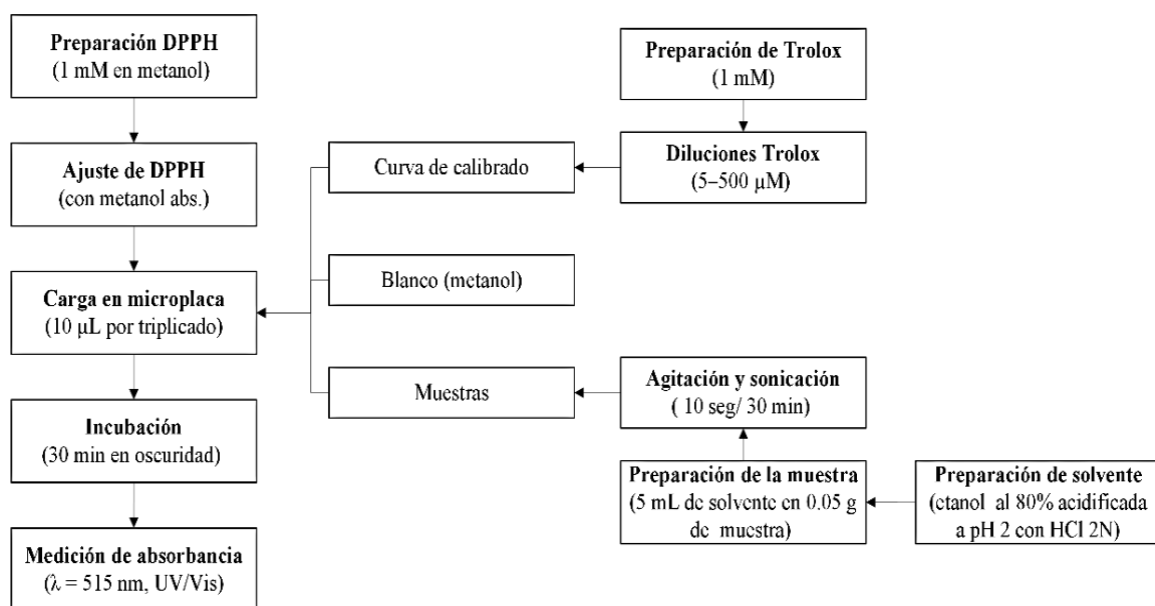 Preparación DPPH
(1 mM en metanol)
Ajuste de DPPH
(con metanol abs.)
Carga en microplaca
(10 µL por triplicado)
Incubación
(30 min en oscuridad)
Medición de absorbancia
(λ = 515 nm, UV/Vis)
Curva de calibrado
Blanco (metanol)
Muestras
Preparación de Trolox
(1 mM)
Diluciones Trolox
(5–500 µM)
Agitación y sonicación
( 10 seg/ 30 min)
Preparación de la muestra
(5 mL de solvente en 0.05 g
de muestra)
Preparación de solvente
(etanol al 80% acidificada
a pH 2 con HCl 2N)